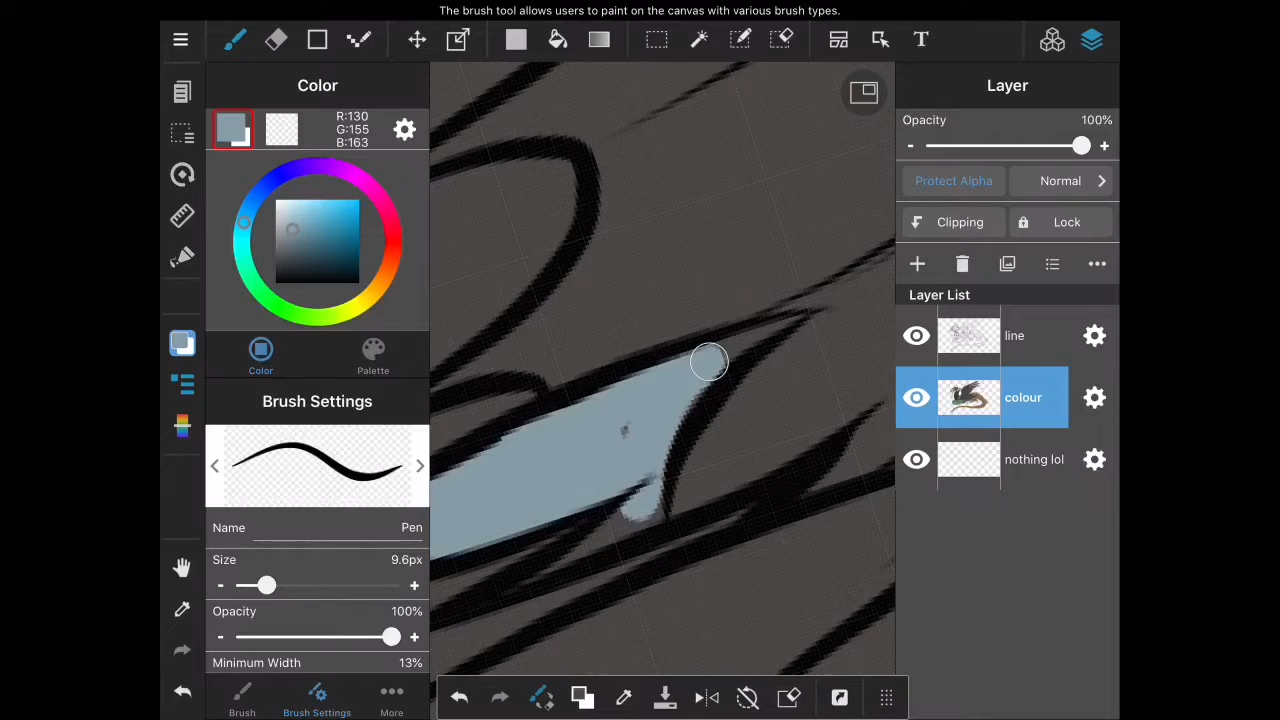 The brush tool allows users to paint on the canvas with various brush types.
T
Color
R:130
G:155
B:163
Color
Palette
Brush Settings
Name Pen
Size 9.6px
- +
Opacity 100%
- +
Minimum Width 13%
Brush
Brush Settings
More
Layer
Opacity 100%
- +
Protect Alpha
Normal
Clipping
Lock
Layer List
line
colour
nothing lol